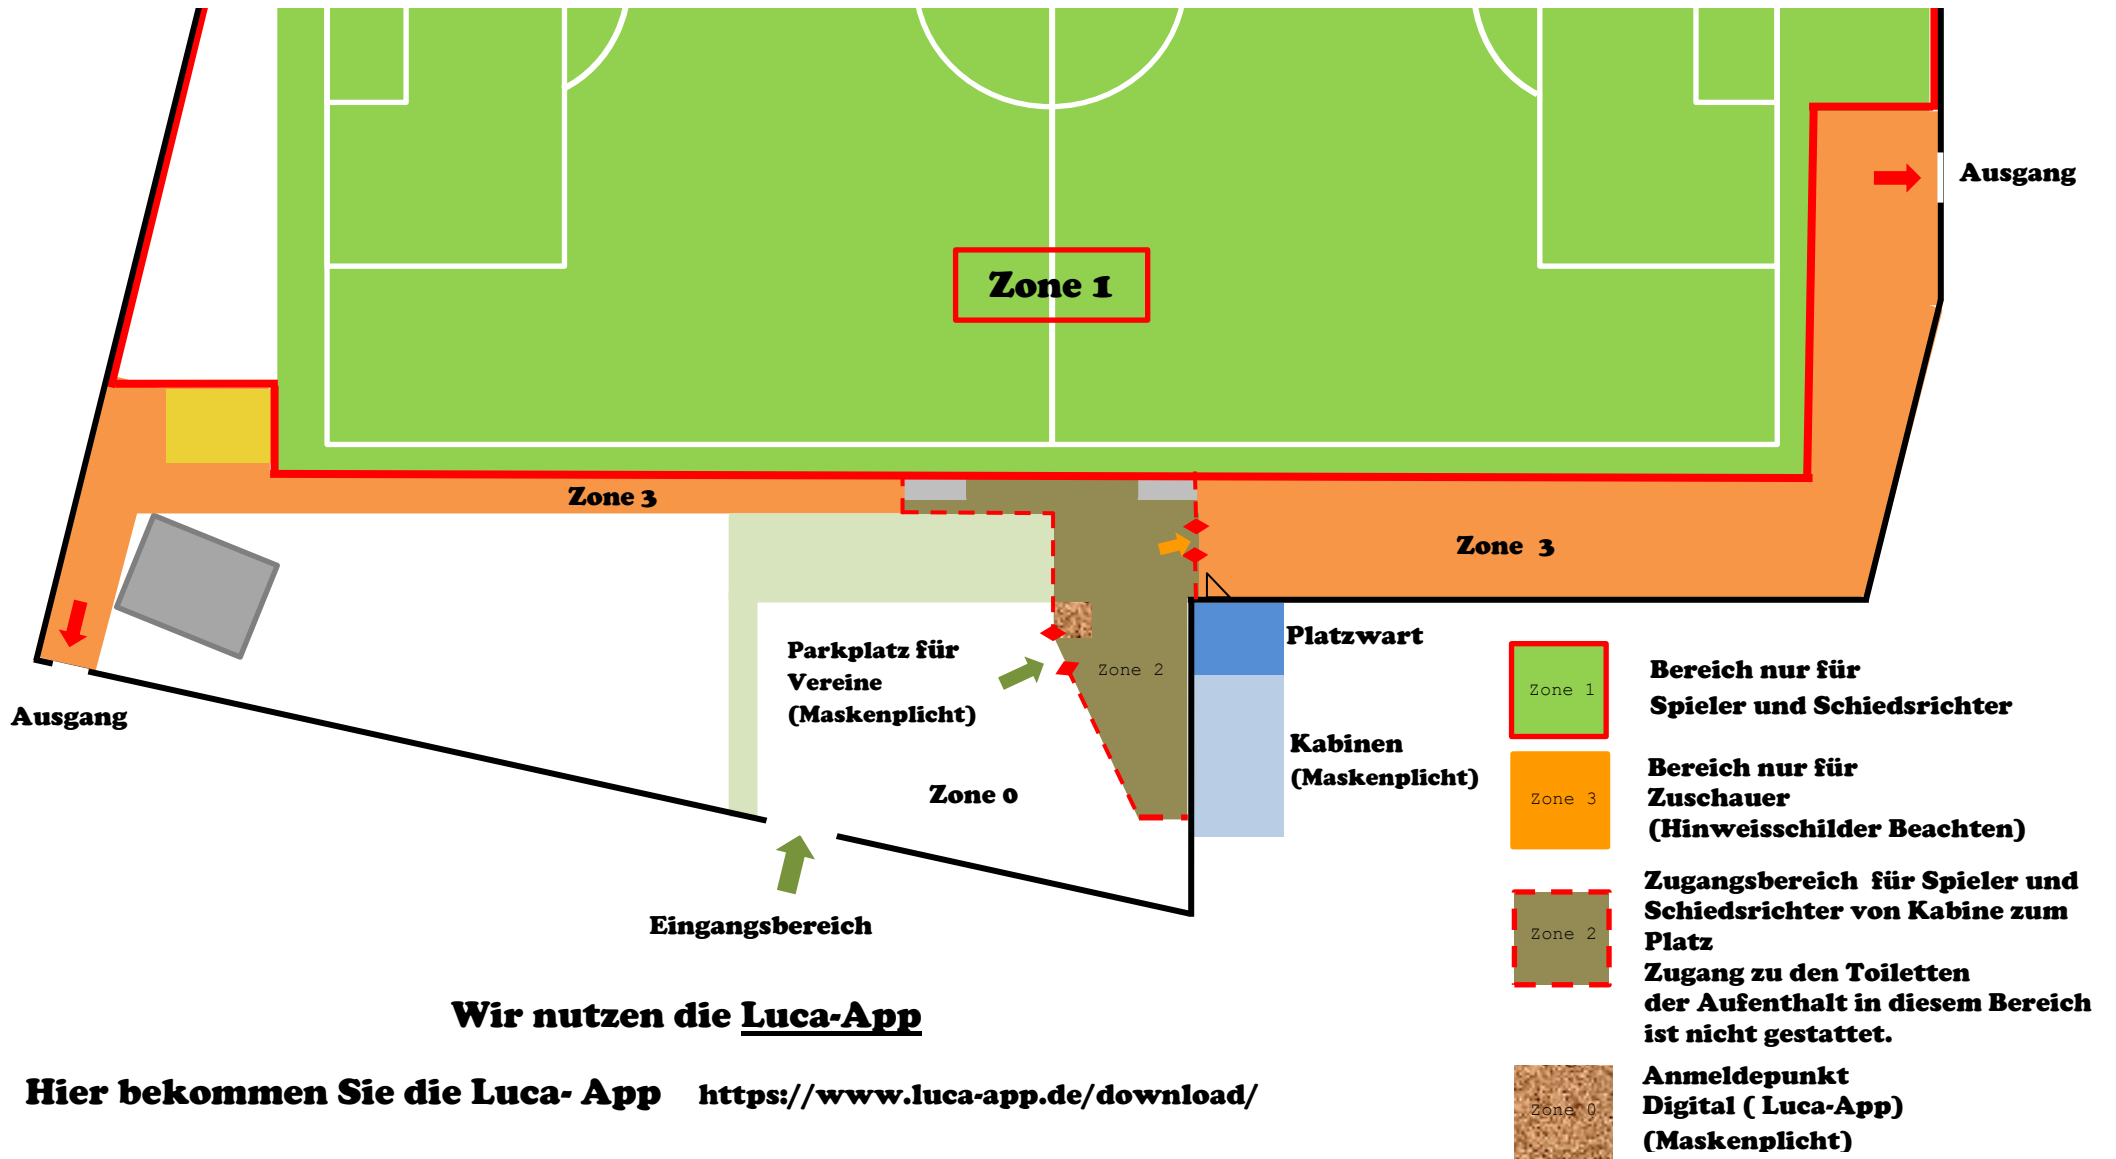 Ausgang
Zone 1
Zone 3
Zone 3
Parkplatz für
Vereine
(Maskenplicht)
Zone 2
Platzwart
Kabinen
(Maskenplicht)
Zone 0
Ausgang
Eingangsbereich
Zone 1
Bereich nur für
Spieler und Schiedsrichter
Zone 3
Bereich nur für
Zuschauer
(Hinweisschilder Beachten)
Zone 2
Zugangsbereich für Spieler und
Schiedsrichter von Kabine zum
Platz
Zugang zu den Toiletten
der Aufenthalt in diesem Bereich
ist nicht gestattet.
Zone 0
Anmeldepunkt
Digital ( Luca-App)
(Maskenplicht)
Wir nutzen die Luca-App
Hier bekommen Sie die Luca- App https://www.luca-app.de/download/